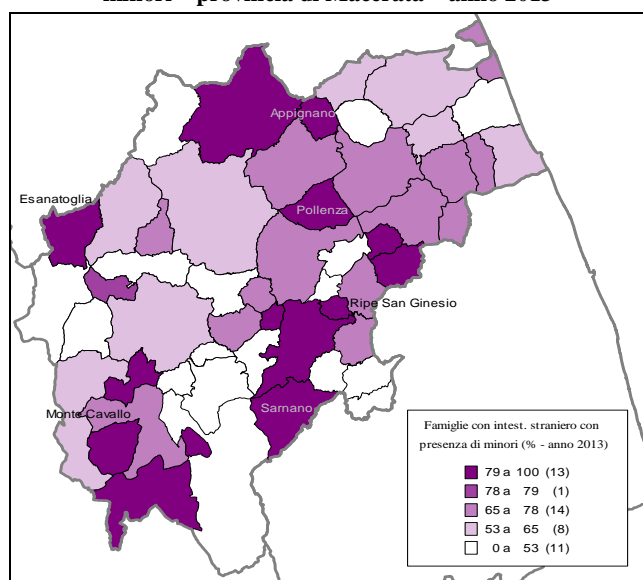 minori – provincia di Macerata – anno 2013
Appignano
Esanatoglia
Pollenza
Ripe San Ginesio
Monte Cavallo
Sarnano
Famiglie con intest. straniero con
presenza di minori (% - anno 2013)
79 a 100 (13)
78 a 79 (1)
65 a 78 (14)
53 a 65 (8)
0 a 53 (11)